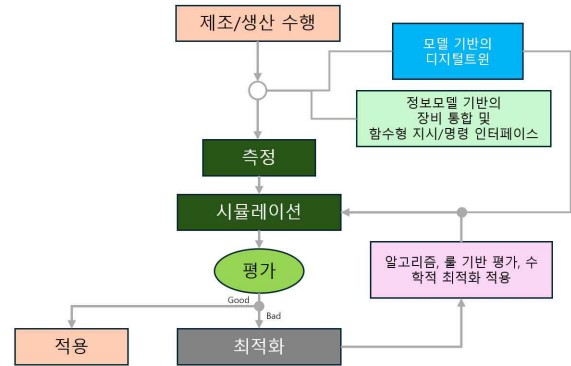 제조/생산 수행
모델 기반의
디지털트윈
정보모델 기반의
장비 통합 및
함수형 지시/명령 인터페이스
측정
시뮬레이션
평가
알고리즘, 룰 기반 평가, 수
학적 최적화 적용
Good
Bad
적용
최적화